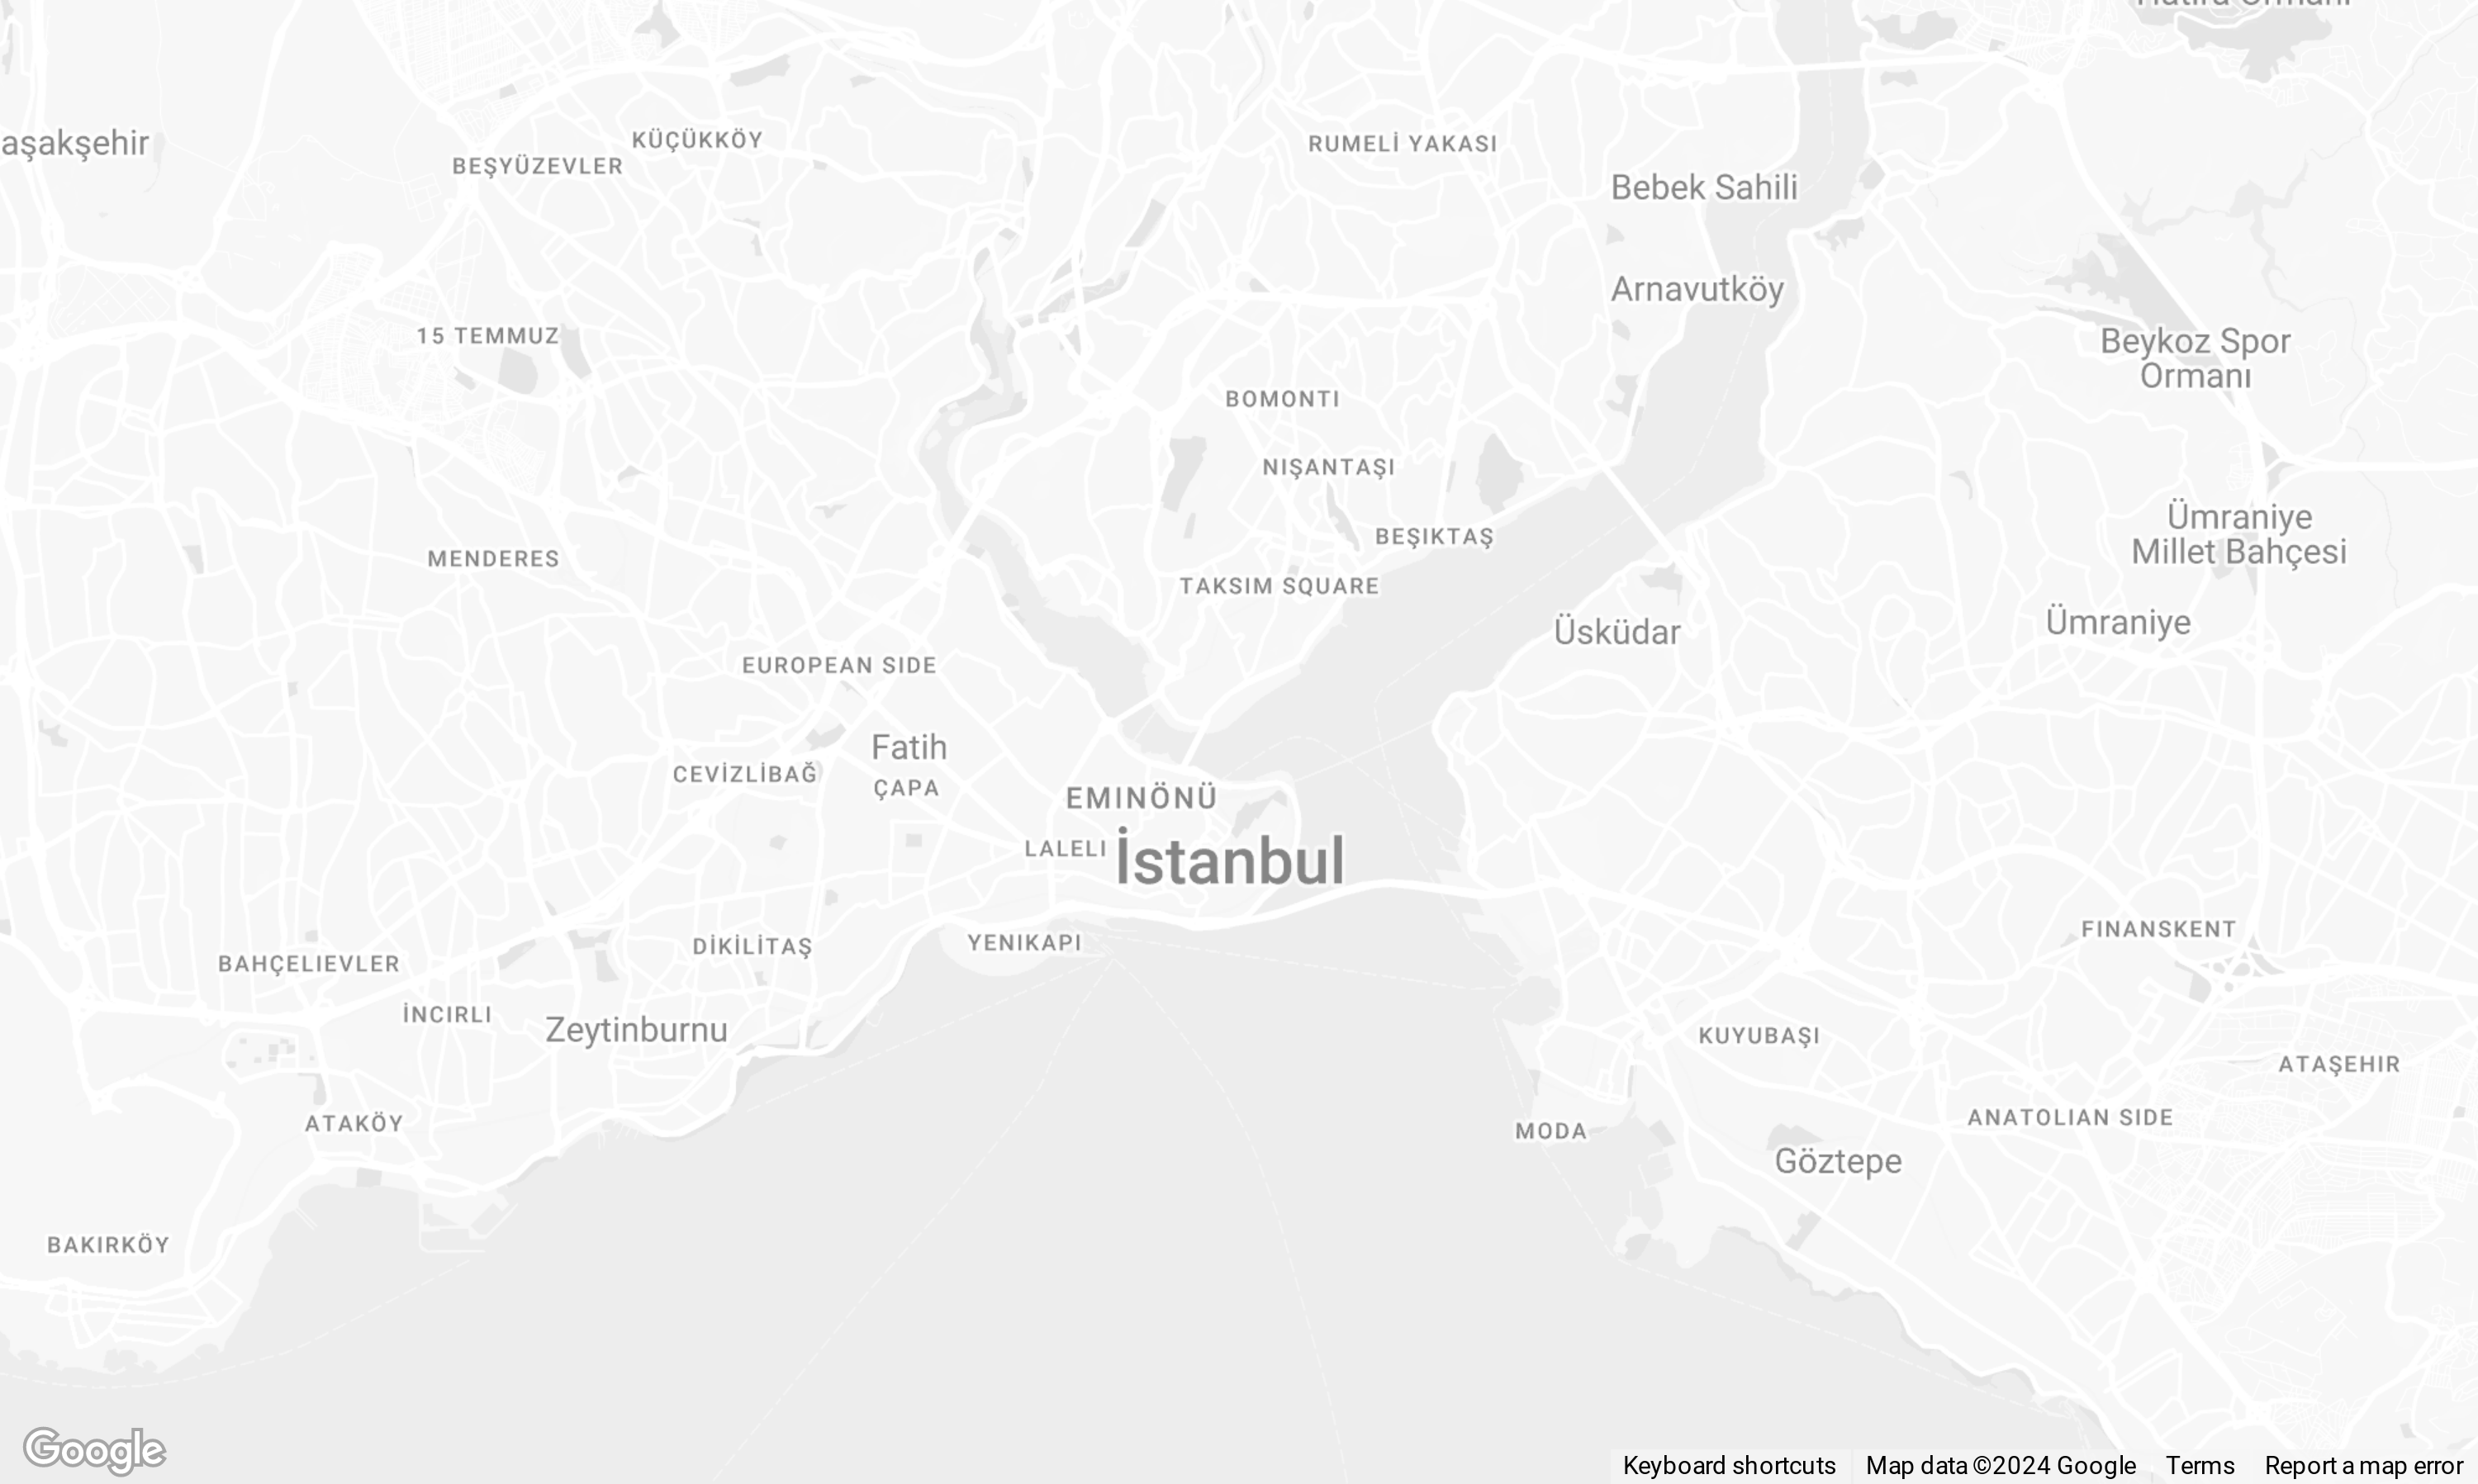 Hatıra Ormanı
KÜÇÜKKÖY
aşakşehir
RUMELİ YAKASI
BEŞYÜZEVLER
Bebek Sahili
Arnavutköy
15 TEMMUZ
Beykoz Spor
Ormanı
BOMONTI
NIŞANTAŞI
Ümraniye
Millet Bahçesi
BEŞIKTAŞ
MENDERES
TAKSIM SQUARE
Üsküdar
Ümraniye
EUROPEAN SIDE
Fatih
CEVİZLİBAĞ
ÇAPA
EMINÖNÜ
LALELI
İstanbul
FINANSKENT
YENIKAPI
DİKİLİTAŞ
BAHÇELIEVLER
İNCIRLI
Zeytinburnu
KUYUBAŞI
ATAŞEHIR
ATAKÖY
ANATOLIAN SIDE
MODA
Göztepe
BAKIRKÖY
Google
Keyboard shortcuts
Map data ©2024 Google
Terms
Report a map error